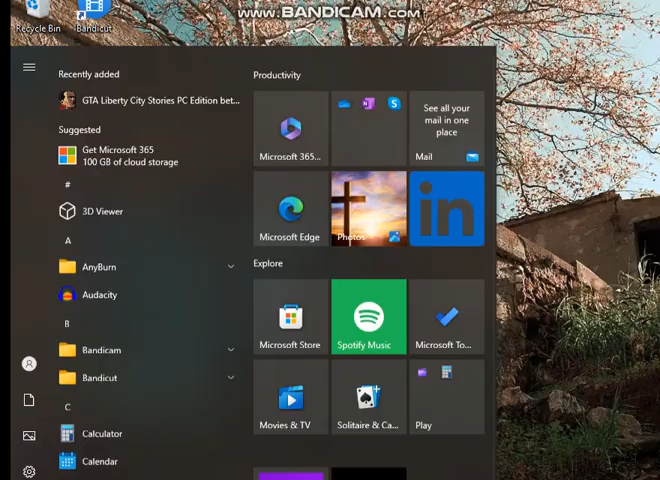 www.BANDICAM.com
Recycle Bin
Bandicut
Recently added
GTA Liberty City Stories PC Edition bet...
Suggested
Get Microsoft 365
100 GB of cloud storage
#
3D Viewer
A
AnyBurn
Audacity
B
Bandicam
Bandicut
C
Calculator
Calendar
Productivity
Microsoft 365...
See all your
mail in one
place
Mail
Microsoft Edge
Photos
in
Explore
Microsoft Store
Spotify Music
Microsoft To...
Movies & TV
Solitaire & Ca...
Play